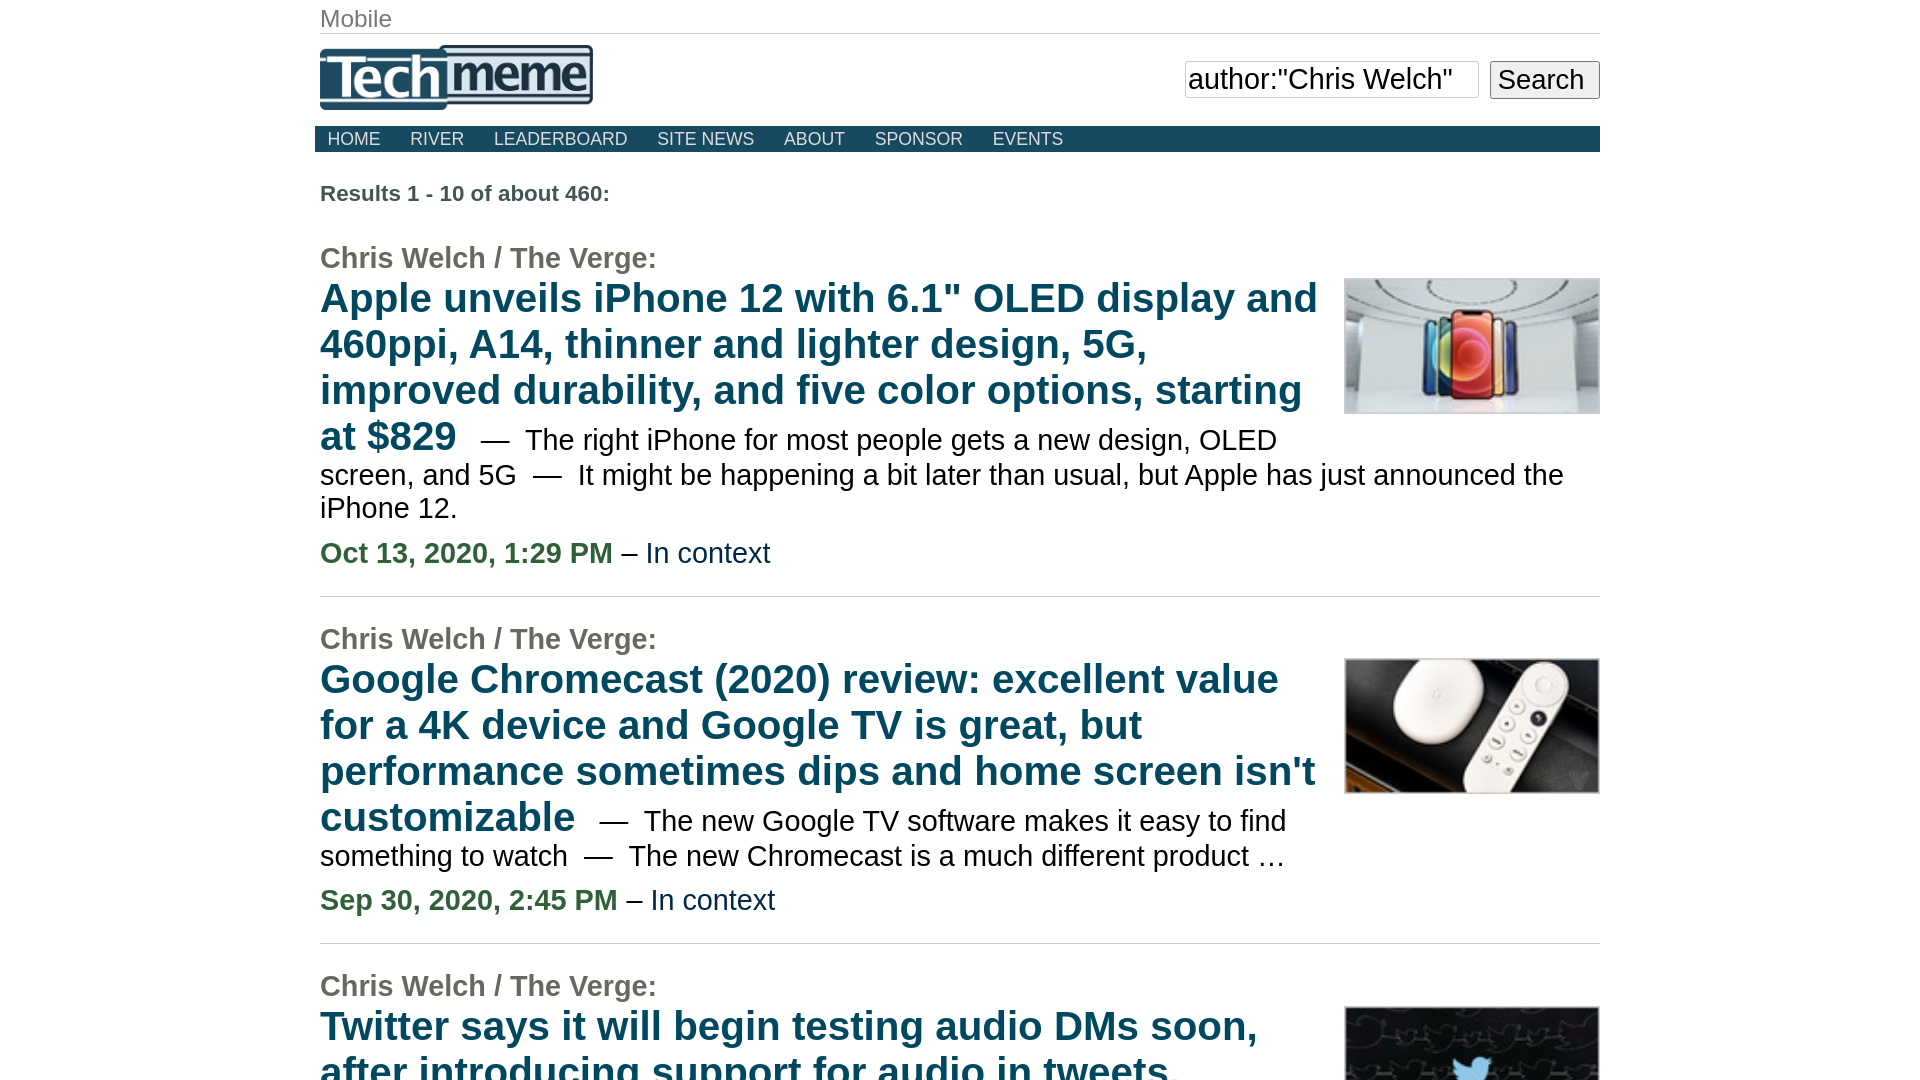 Mobile
Techmeme
author:"Chris Welch"
Search
HOME RIVER LEADERBOARD SITE NEWS ABOUT SPONSOR EVENTS
Results 1 - 10 of about 460:
Chris Welch / The Verge:
Apple unveils iPhone 12 with 6.1" OLED display and
460ppi, A14, thinner and lighter design, 5G,
improved durability, and five color options, starting
at $829 — The right iPhone for most people gets a new design, OLED
screen, and 5G — It might be happening a bit later than usual, but Apple has just announced the
iPhone 12.
Oct 13, 2020, 1:29 PM – In context
Chris Welch / The Verge:
Google Chromecast (2020) review: excellent value
for a 4K device and Google TV is great, but
performance sometimes dips and home screen isn't
customizable — The new Google TV software makes it easy to find
something to watch — The new Chromecast is a much different product …
Sep 30, 2020, 2:45 PM – In context
Chris Welch / The Verge:
Twitter says it will begin testing audio DMs soon,
after introducing support for audio in tweets,